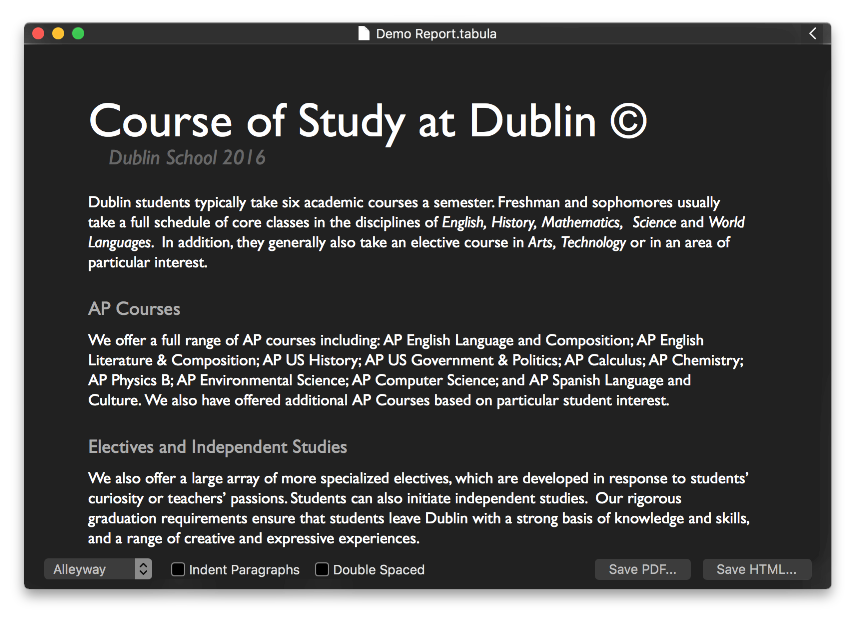 Demo Report.tabula
Course of Study at Dublin ©
Dublin School 2016
Dublin students typically take six academic courses a semester. Freshman and sophomores usually
take a full schedule of core classes in the disciplines of English, History, Mathematics,  Science and World
Languages.  In addition, they generally also take an elective course in Arts, Technology or in an area of
particular interest.
AP Courses
We offer a full range of AP courses including: AP English Language and Composition; AP English
Literature & Composition; AP US History; AP US Government & Politics; AP Calculus; AP Chemistry;
AP Physics B; AP Environmental Science; AP Computer Science; and AP Spanish Language and
Culture. We also have offered additional AP Courses based on particular student interest.
Electives and Independent Studies
We also offer a large array of more specialized electives, which are developed in response to students’
curiosity or teachers’ passions. Students can also initiate independent studies.  Our rigorous
graduation requirements ensure that students leave Dublin with a strong basis of knowledge and skills,
and a range of creative and expressive experiences.
Alleyway Indent Paragraphs Double Spaced Save PDF... Save HTML...